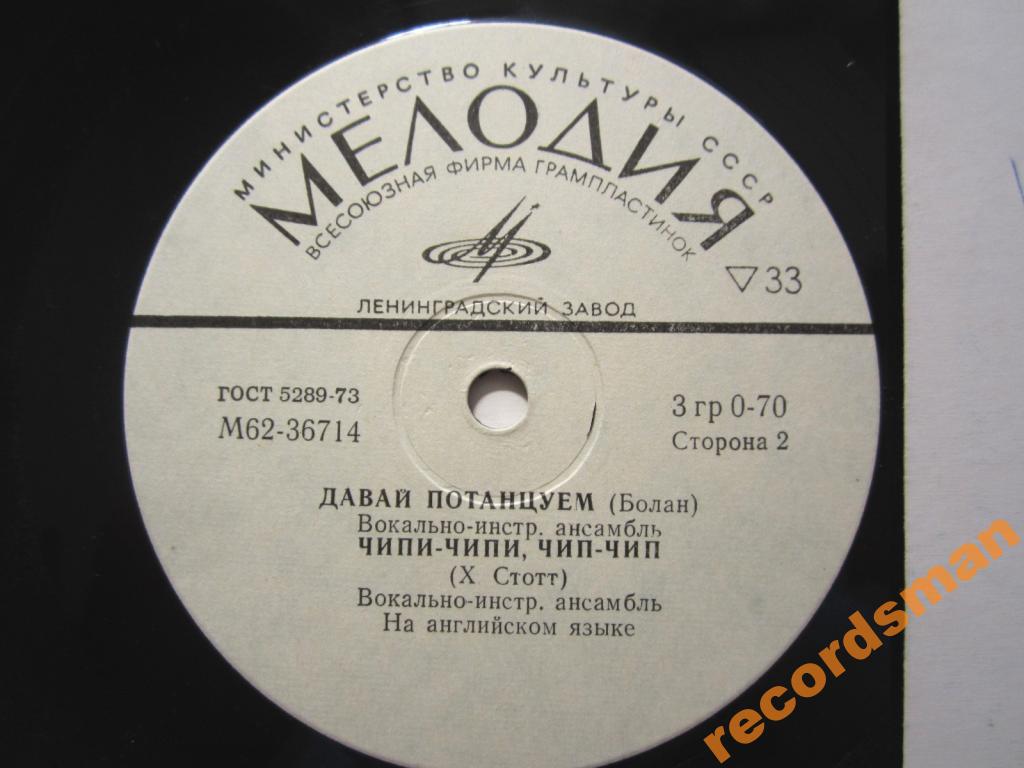 МИНИСТЕРСТВО КУЛЬТУРЫ СССР
МЕЛОДИЯ
ВСЕСОЮЗНАЯ ФИРМА ГРАМПЛАСТИНОК
▽33
ЛЕНИНГРАДСКИЙ ЗАВОД
ГОСТ 5289-73
М62-36714
3 гр 0-70
Сторона 2
ДАВАЙ ПОТАНЦУЕМ (Болан)
Вокально-инстр. ансамбль
ЧИПИ-ЧИПИ, ЧИП-ЧИП
(Х Стотт)
Вокально-инстр. ансамбль
На английском языке
recordsman